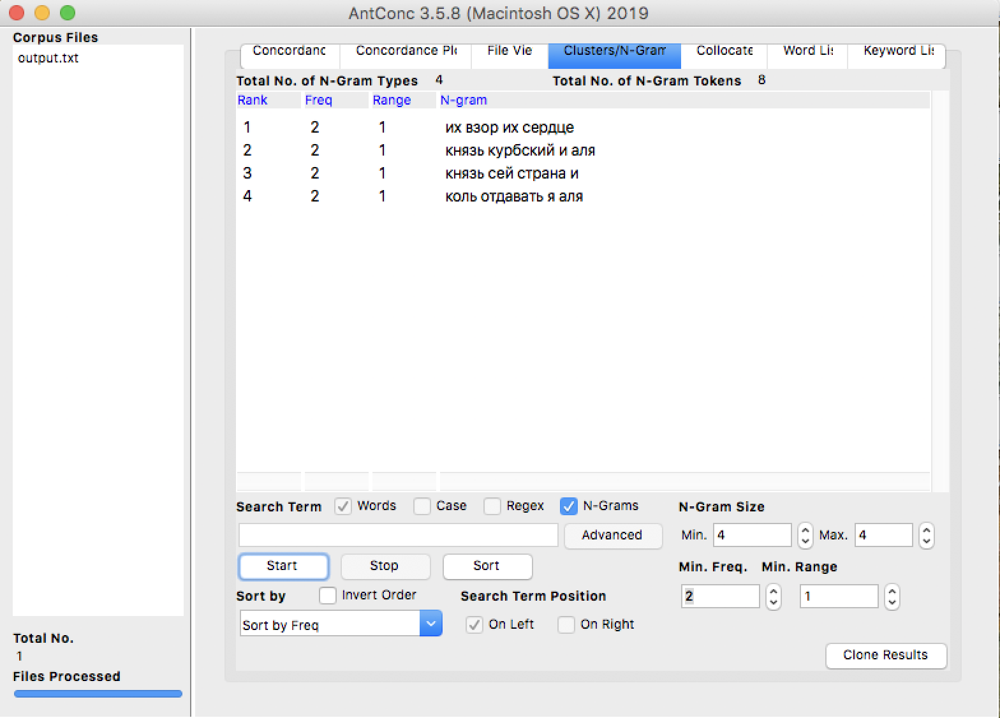 AntConc 3.5.8 (Macintosh OS X) 2019
Corpus Files
output.txt
Concordanc Concordance Plo File Vie Clusters/N-Gram Collocate Word Lis Keyword Lis
Total No. of N-Gram Types 4 Total No. of N-Gram Tokens 8
Rank Freq Range N-gram
1 2 1 их взор их сердце
2 2 1 князь курбский и аля
3 2 1 князь сей страна и
4 2 1 коль отдавать я аля
Search Term Words Case Regex N-Grams N-Gram Size
Advanced Min. 4 Max. 4
Start Stop Sort Min. Freq. Min. Range
Sort by Invert Order Search Term Position 2 1
Sort by Freq On Left On Right
Clone Results
Total No.
1
Files Processed